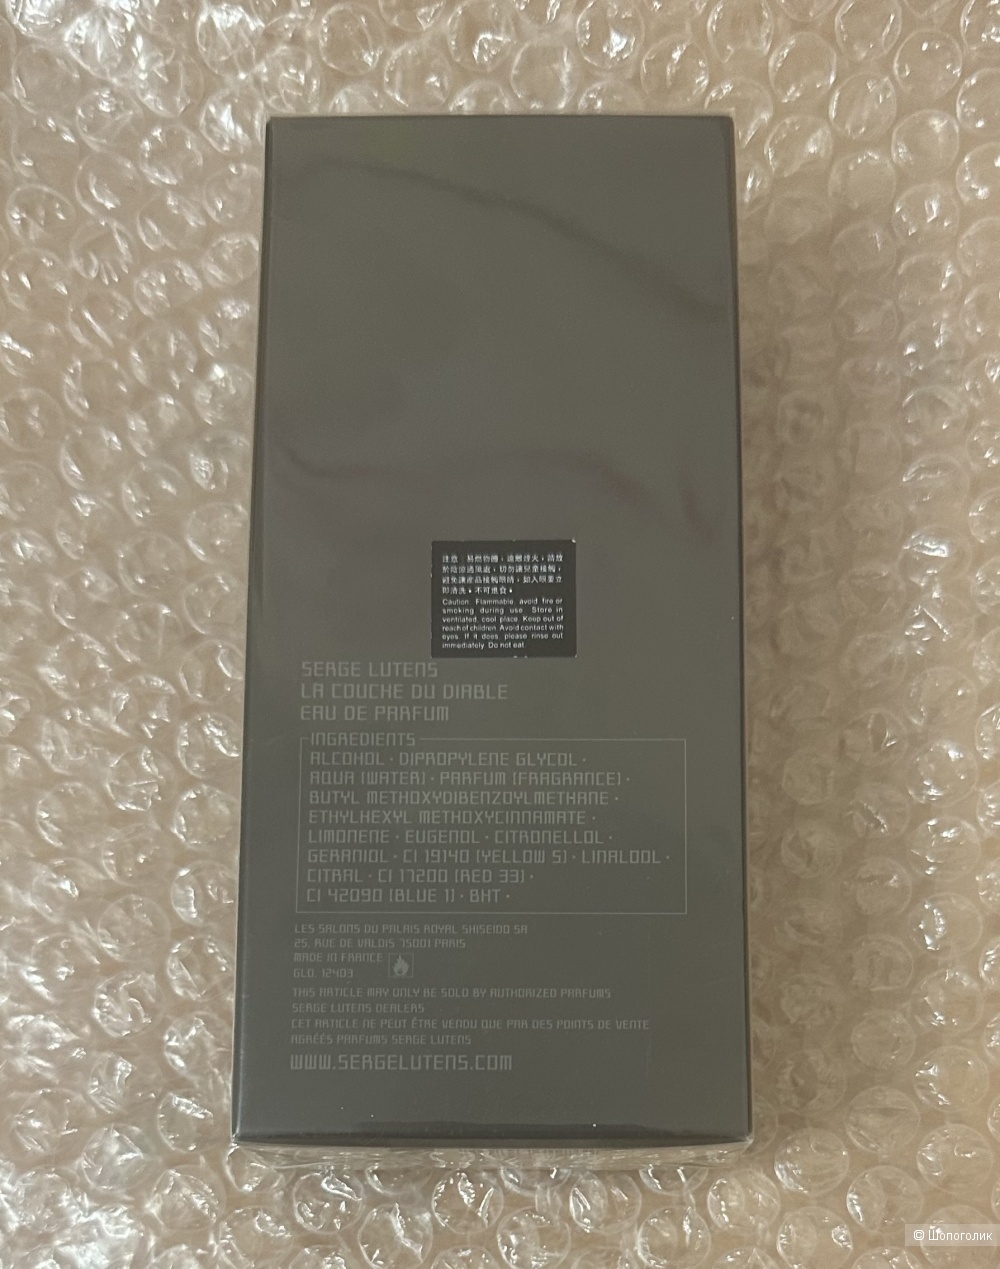 注意：易燃物體，遠離煙火，請放
於陰涼通風處，切勿讓兒童接觸，
避免讓產品接觸眼睛，如入眼要立
即清洗。不可進食。
Caution: Flammable, avoid fire or
smoking during use. Store in
ventilated, cool place. Keep out of
reach of children. Avoid contact with
eyes. If it does, please rinse out
immediately. Do not eat.
SERGE LUTENS
LA COUCHE DU DIABLE
EAU DE PARFUM
INGREDIENTS
ALCOHOL · DIPROPYLENE GLYCOL ·
AQUA (WATER) · PARFUM (FRAGRANCE) ·
BUTYL METHOXYDIBENZOYLMETHANE ·
ETHYLHEXYL METHOXYCINNAMATE ·
LIMONENE · EUGENOL · CITRONELLOL ·
GERANIOL · CI 19140 (YELLOW 5) · LINALOOL ·
CITRAL · CI 17200 (RED 33) ·
CI 42090 (BLUE 1) · BHT ·
LES SALONS DU PALAIS ROYAL SHISEIDO SA
25, RUE DE VALOIS 75001 PARIS
MADE IN FRANCE
GLO. 12403
THIS ARTICLE MAY ONLY BE SOLD BY AUTHORIZED PARFUMS
SERGE LUTENS DEALERS
CET ARTICLE NE PEUT ÊTRE VENDU QUE PAR DES POINTS DE VENTE
AGRÉÉS PARFUMS SERGE LUTENS
WWW.SERGELUTENS.COM
© Шопоголик